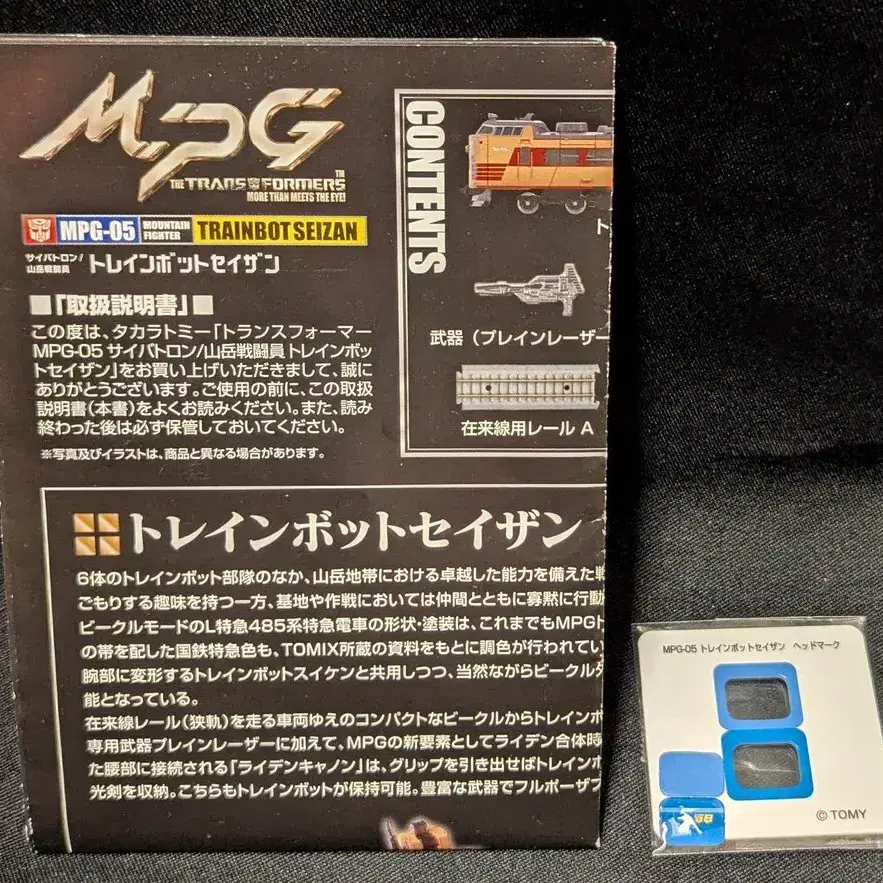 MPG
THE TRANSFORMERS™
MORE THAN MEETS THE EYE!
MPG-05 MOUNTAIN FIGHTER TRAINBOT SEIZAN
サイバトロン/山岳戦闘員 トレインボットセイザン
■「取扱説明書」■
この度は、タカラトミー「トランスフォーマー
MPG-05 サイバトロン/山岳戦闘員 トレインボッ
トセイザン」をお買い上げいただきまして、誠に
ありがとうございます。ご使用の前に、この取扱
説明書(本書)をよくお読みください。また、読み
終わった後は必ず保管しておいてください。
※写真及びイラストは、商品と異なる場合があります。
CONTENTS
ト
武器（ブレインレーザー
在来線用レール A
トレインボットセイザン
6体のトレインボット部隊のなか、山岳地帯における卓越した能力を備えた戦
ごもりする趣味を持つ一方、基地や作戦においては仲間とともに寡黙に行動
ビークルモードのL特急485系特急電車の形状・塗装は、これまでもMPGト
の帯を配した国鉄特急色も、TOMIX所蔵の資料をもとに調色が行われてい
腕部に変形するトレインボットスイケンと共用しつつ、当然ながらビークル外
能となっている。
在来線レール(狭軌)を走る車両ゆえのコンパクトなビークルからトレインボ
専用武器ブレインレーザーに加えて、MPGの新要素としてライデン合体時
た腰部に接続される「ライデンキャノン」は、グリップを引き出せばトレインボ
光剣を収納。こちらもトレインボットが保持可能。豊富な武器でフルポーザブ
MPG-05 トレインボットセイザン ヘッドマーク
© TOMY